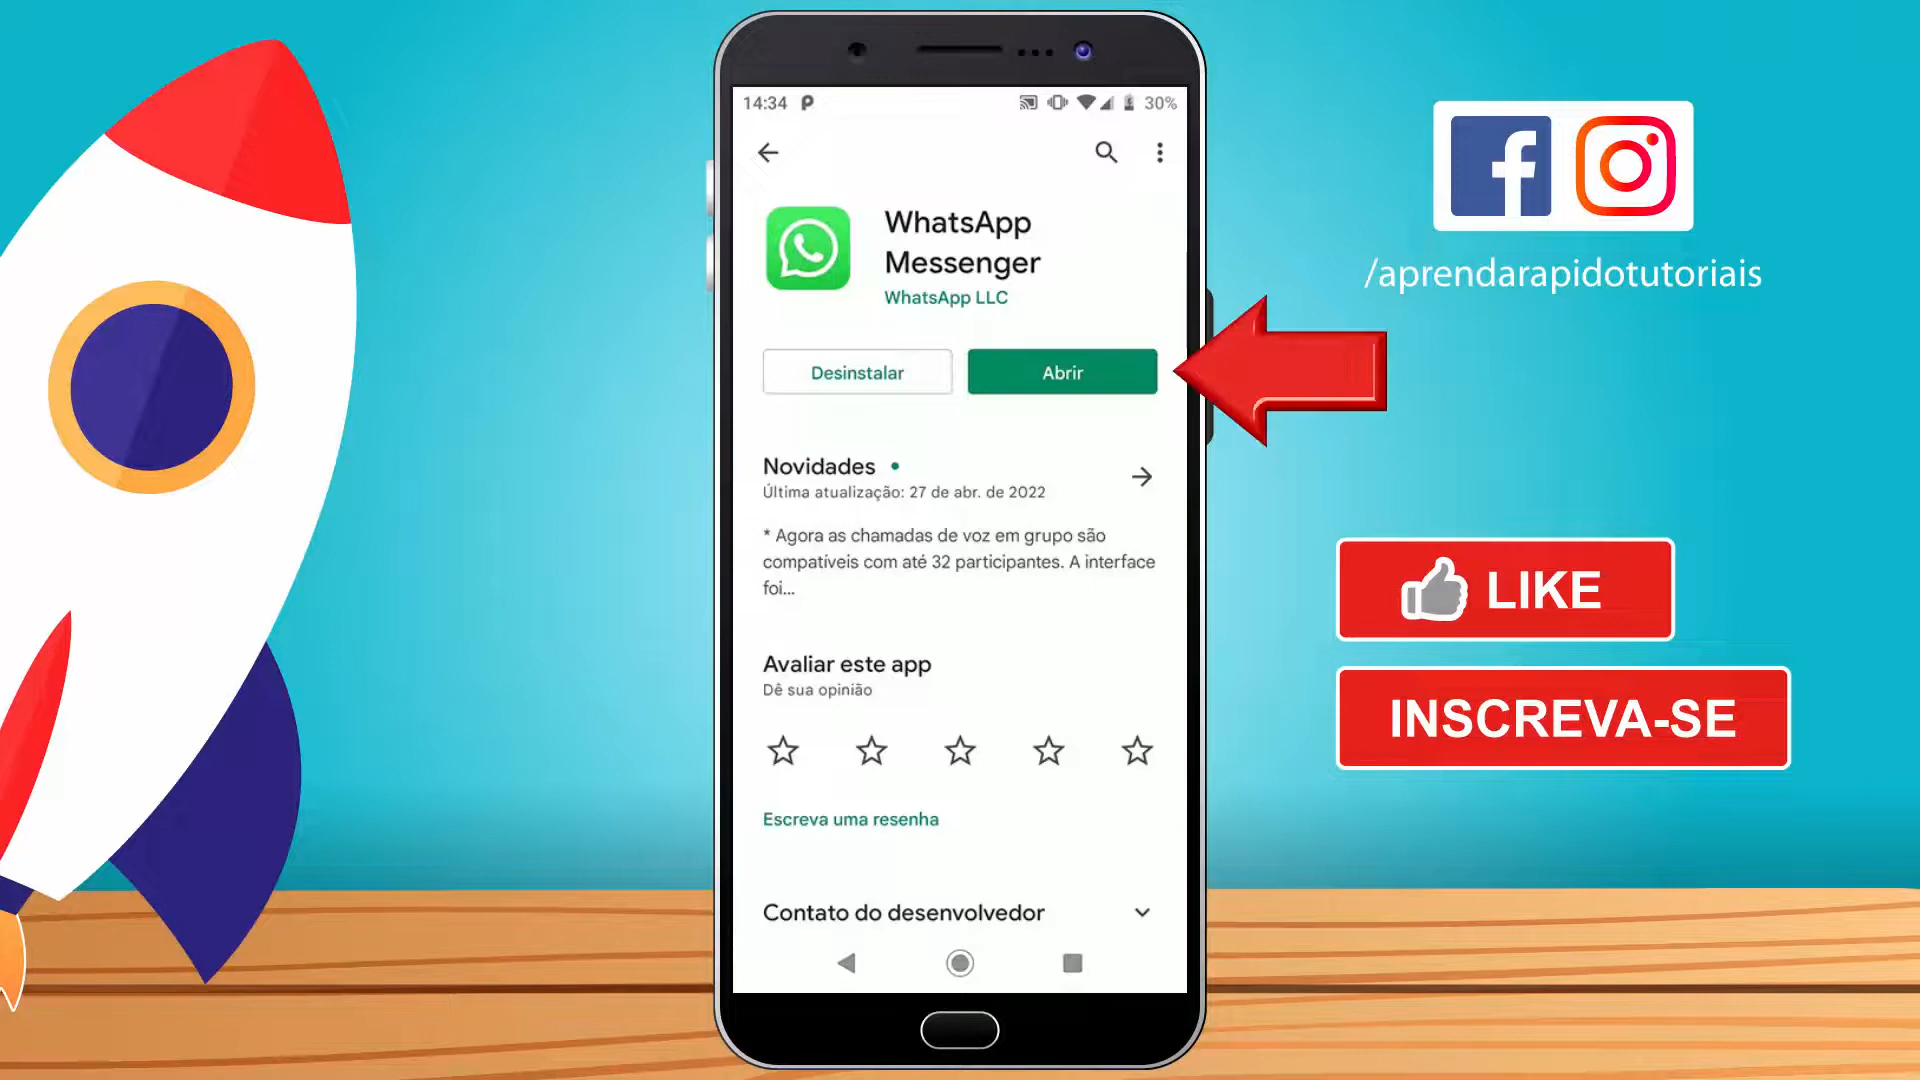 14:34
30%
WhatsApp
Messenger
WhatsApp LLC
Desinstalar
Abrir
Novidades •
Última atualização: 27 de abr. de 2022
* Agora as chamadas de voz em grupo são
compatíveis com até 32 participantes. A interface
foi...
Avaliar este app
Dê sua opinião
Escreva uma resenha
Contato do desenvolvedor
/aprendarapidotutoriais
LIKE
INSCREVA-SE